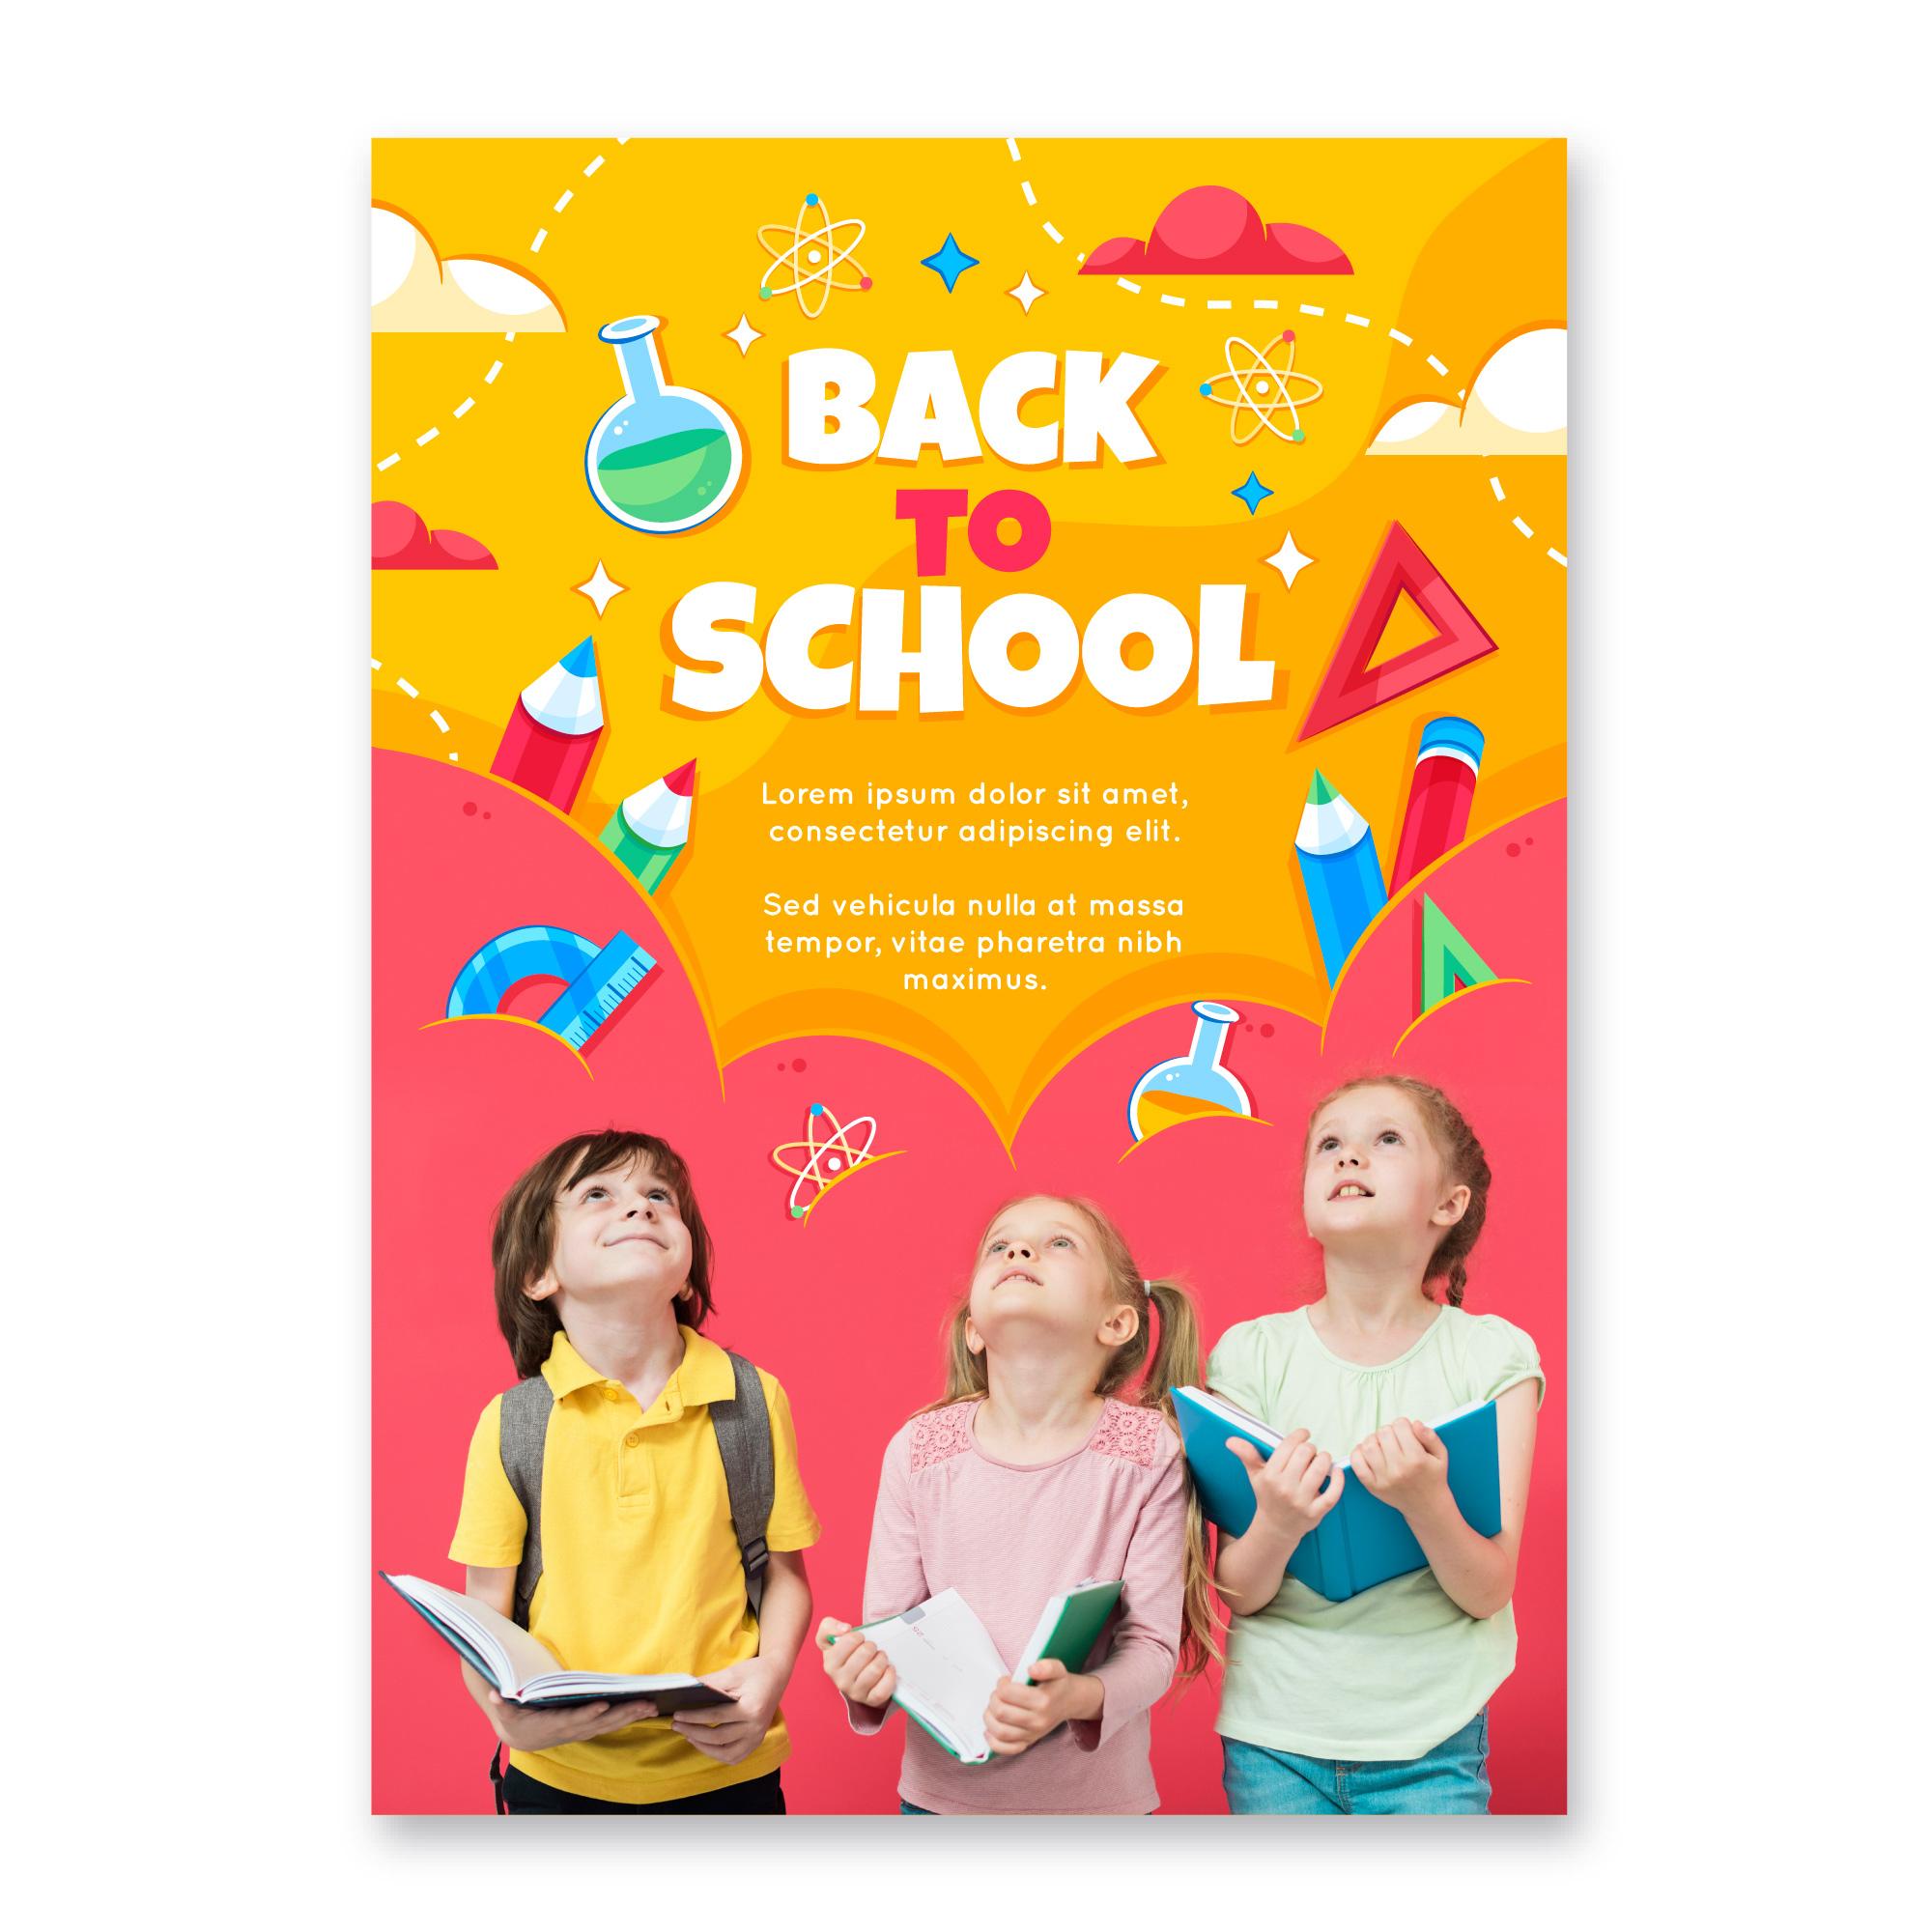 BACK
TO
SCHOOL
Lorem ipsum dolor sit amet,
consectetur adipiscing elit.
Sed vehicula nulla at massa
tempor, vitae pharetra nibh
maximus.